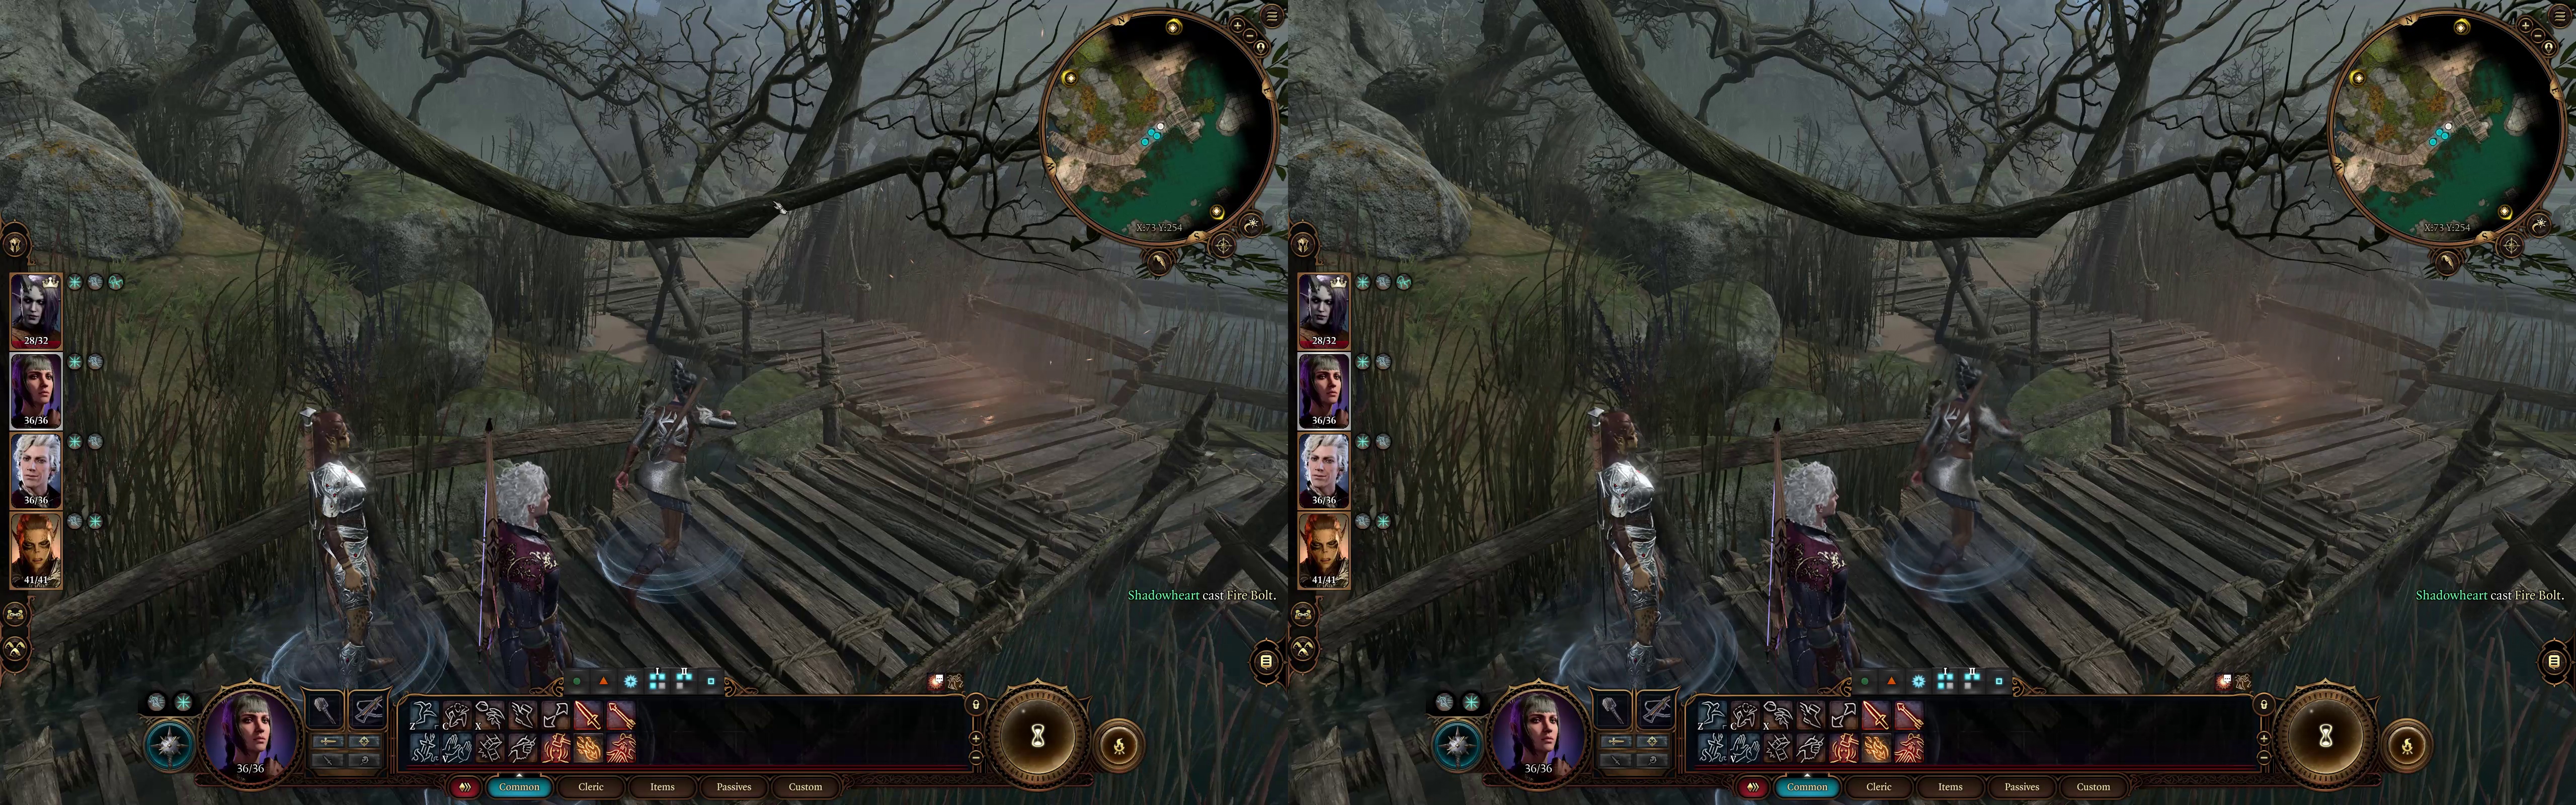 N
S
X:73 Y:254
28/32
36/36
36/36
41/41
Shadowheart cast Fire Bolt.
I
II
Z
C
X
F
V
36/36
Common
Cleric
Items
Passives
Custom
N
S
X:73 Y:254
28/32
36/36
36/36
41/41
Shadowheart cast Fire Bolt.
I
II
Z
C
X
F
V
36/36
Common
Cleric
Items
Passives
Custom